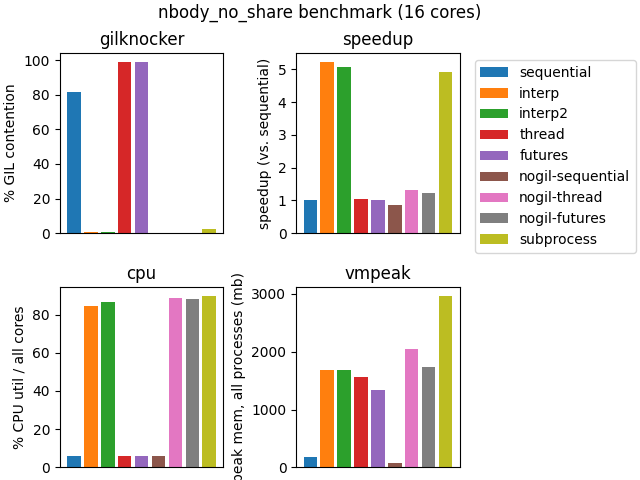 nbody_no_share benchmark (16 cores)
gilknocker
% GIL contention
100
80
60
40
20
0
speedup
speedup (vs. sequential)
5
4
3
2
1
0
sequential
interp
interp2
thread
futures
nogil-sequential
nogil-thread
nogil-futures
subprocess
cpu
% CPU util / all cores
80
60
40
20
0
vmpeak
peak mem, all processes (mb)
3000
2000
1000
0